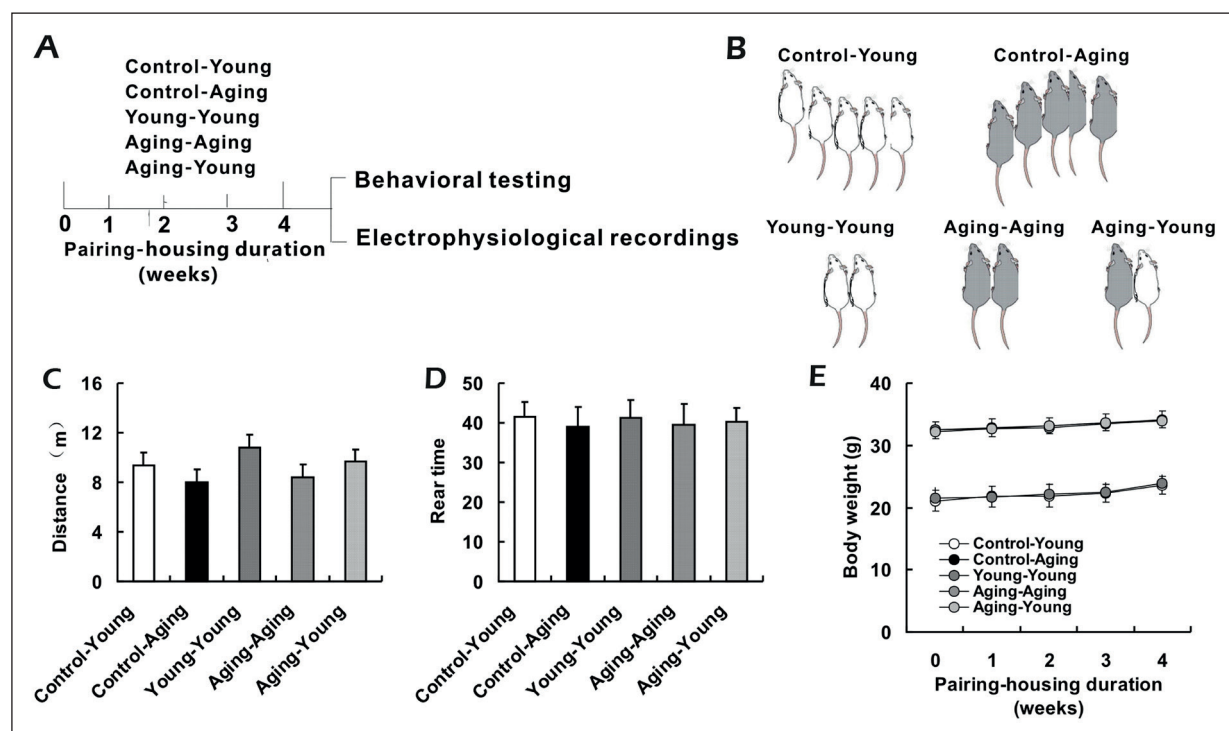 A
Control-Young
Control-Aging
Young-Young
Aging-Aging
Aging-Young
0 1 2 3 4
Pairing-housing duration
(weeks)
Behavioral testing
Electrophysiological recordings
B
Control-Young Control-Aging
Young-Young Aging-Aging Aging-Young
C
Distance (m)
16
12
8
4
0
Control-Young
Control-Aging
Young-Young
Aging-Aging
Aging-Young
D
Rear time
50
40
30
20
10
0
Control-Young
Control-Aging
Young-Young
Aging-Aging
Aging-Young
E
Body weight (g)
40
30
20
0
Control-Young
Control-Aging
Young-Young
Aging-Aging
Aging-Young
0 1 2 3 4
Pairing-housing duration
(weeks)